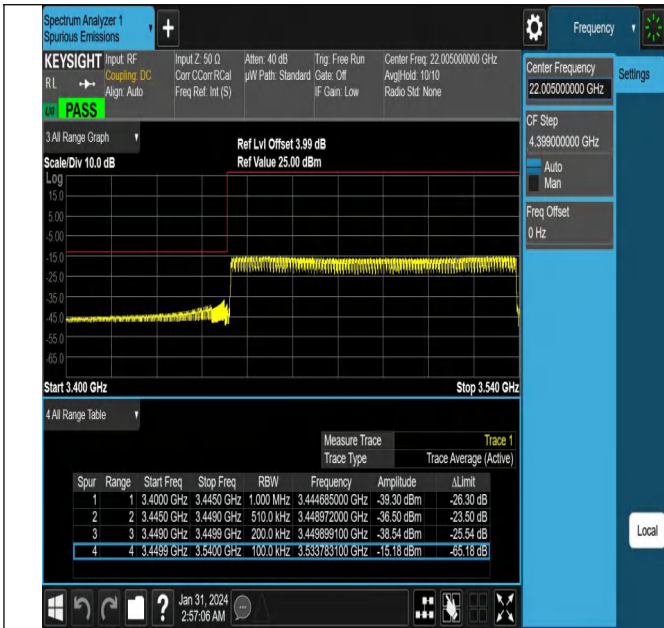 Spectrum Analyzer 1
Spurious Emissions
Frequency
KEYSIGHT
RL
Input: RF
Coupling: DC
Align: Auto
Input Z: 50 Ω
Corr CCorr RCal
Freq Ref: Int (S)
Atten: 40 dB
µW Path: Standard
Trig: Free Run
Gate: Off
IF Gain: Low
Center Freq: 22.005000000 GHz
Avg|Hold: 10/10
Radio Std: None
PASS
Center Frequency
22.005000000 GHz
Settings
CF Step
4.399000000 GHz
Auto
Man
Freq Offset
0 Hz
3 All Range Graph
Scale/Div 10.0 dB
Ref Lvl Offset 3.99 dB
Ref Value 25.00 dBm
Log
15.0
5.00
-5.00
-15.0
-25.0
-35.0
-45.0
-55.0
-65.0
Start 3.400 GHz
Stop 3.540 GHz
4 All Range Table
Measure Trace Trace 1
Trace Type Trace Average (Active)
Spur Range Start Freq Stop Freq RBW Frequency Amplitude ΔLimit
1 1 3.4000 GHz 3.4450 GHz 1.000 MHz 3.444685000 GHz -39.30 dBm -26.30 dB
2 2 3.4450 GHz 3.4490 GHz 510.0 kHz 3.448972000 GHz -36.50 dBm -23.50 dB
3 3 3.4490 GHz 3.4499 GHz 200.0 kHz 3.449899100 GHz -38.54 dBm -25.54 dB
4 4 3.4499 GHz 3.5400 GHz 100.0 kHz 3.533783100 GHz -15.18 dBm -65.18 dB
Local
?
Jan 31, 2024
2:57:06 AM